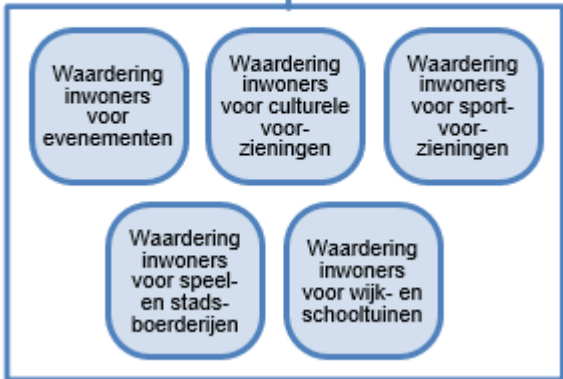 Waardering
inwoners
voor
evenementen
Waardering
inwoners
voor culturele
voor-
zieningen
Waardering
inwoners
voor sport-
voor-
zieningen
Waardering
inwoners
voor speel-
en stads-
boerderijen
Waardering
inwoners
voor wijk- en
schooltuinen